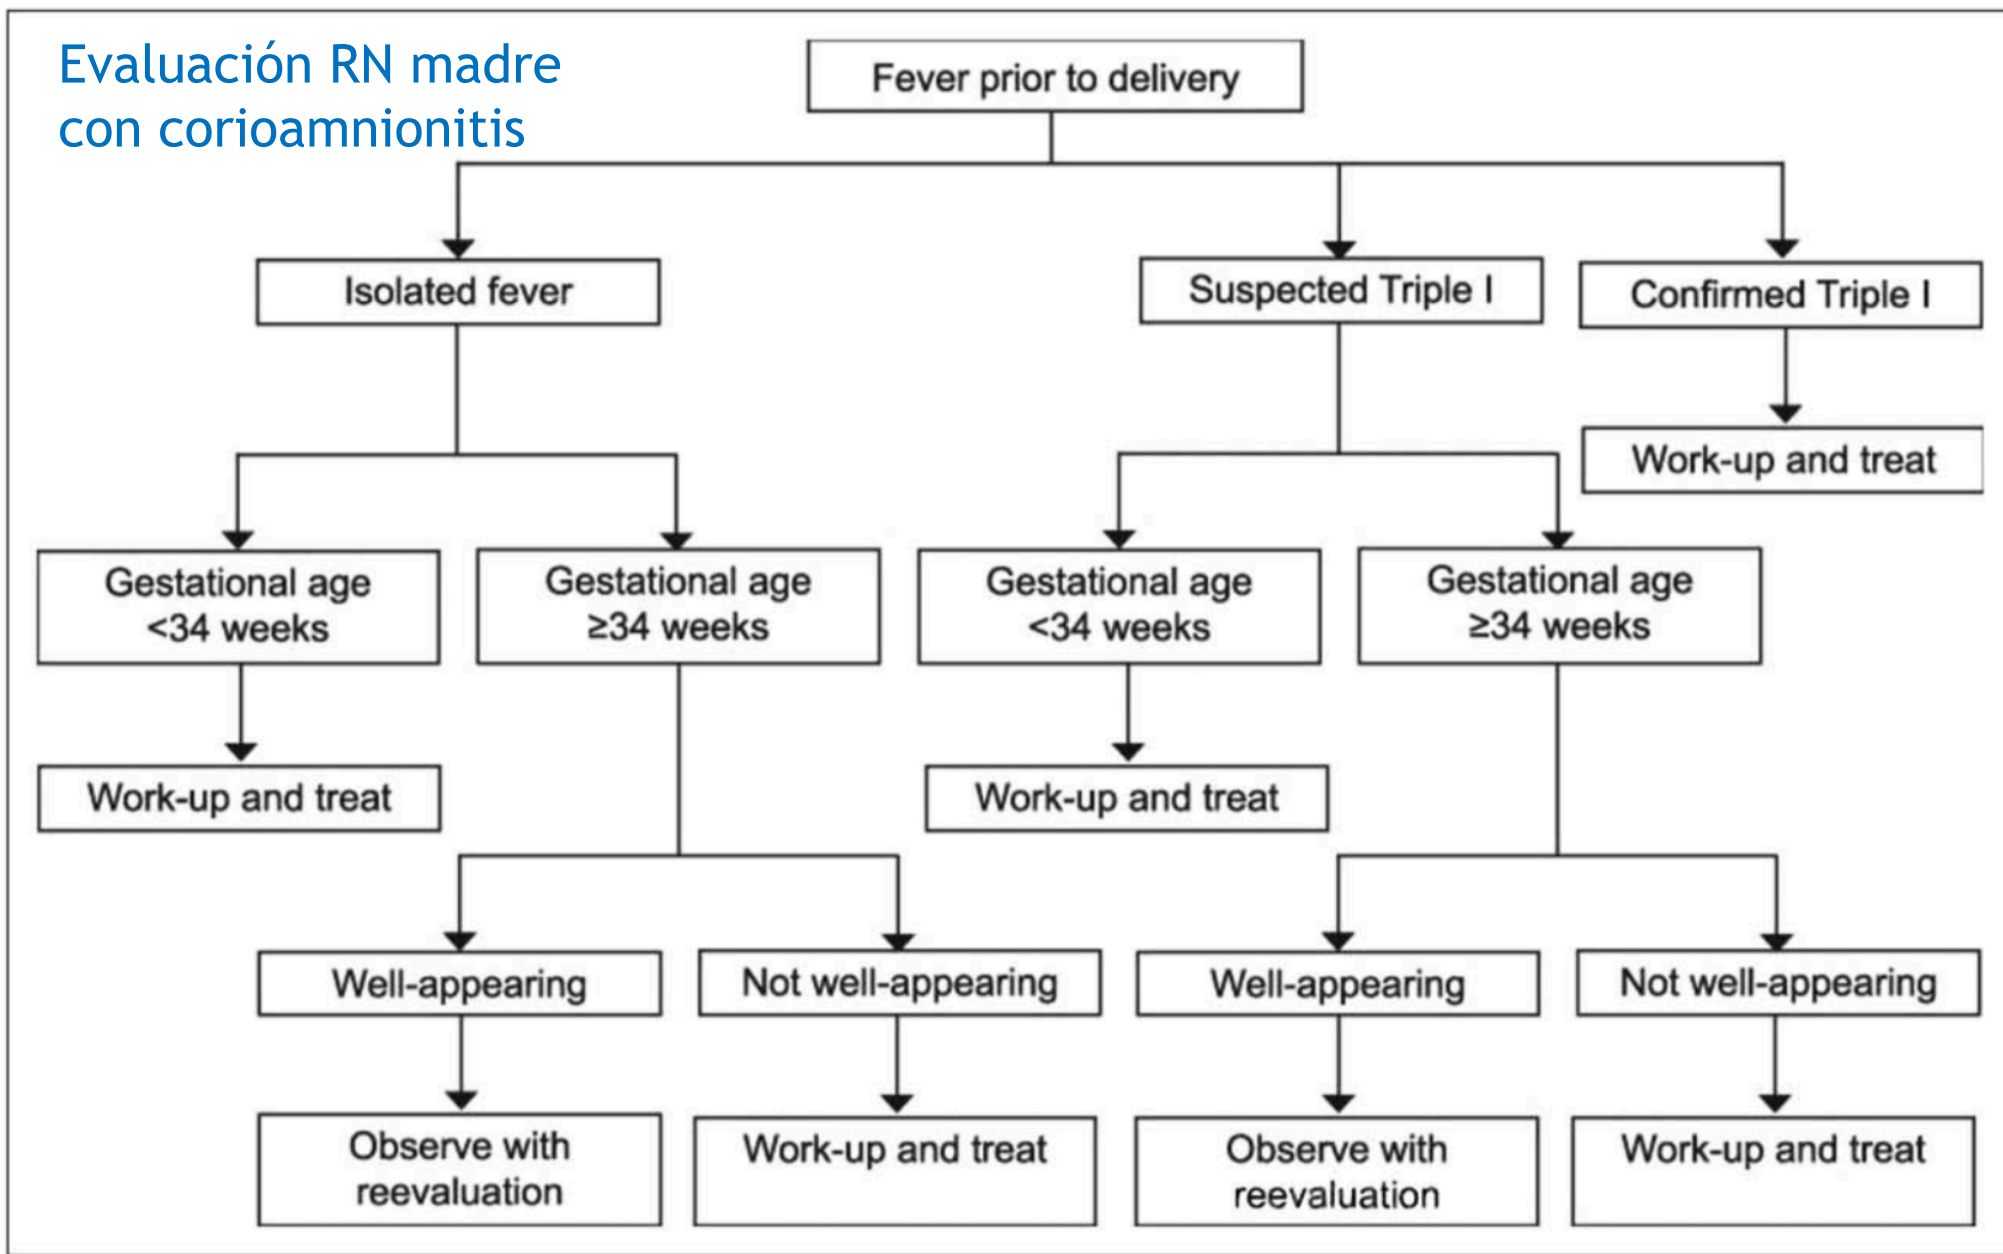 Evaluación RN madre
con corioamnionitis
Fever prior to delivery
Isolated fever
Suspected Triple I
Confirmed Triple I
Work-up and treat
Gestational age
<34 weeks
Gestational age
≥34 weeks
Gestational age
<34 weeks
Gestational age
≥34 weeks
Work-up and treat
Work-up and treat
Well-appearing
Not well-appearing
Well-appearing
Not well-appearing
Observe with
reevaluation
Work-up and treat
Observe with
reevaluation
Work-up and treat